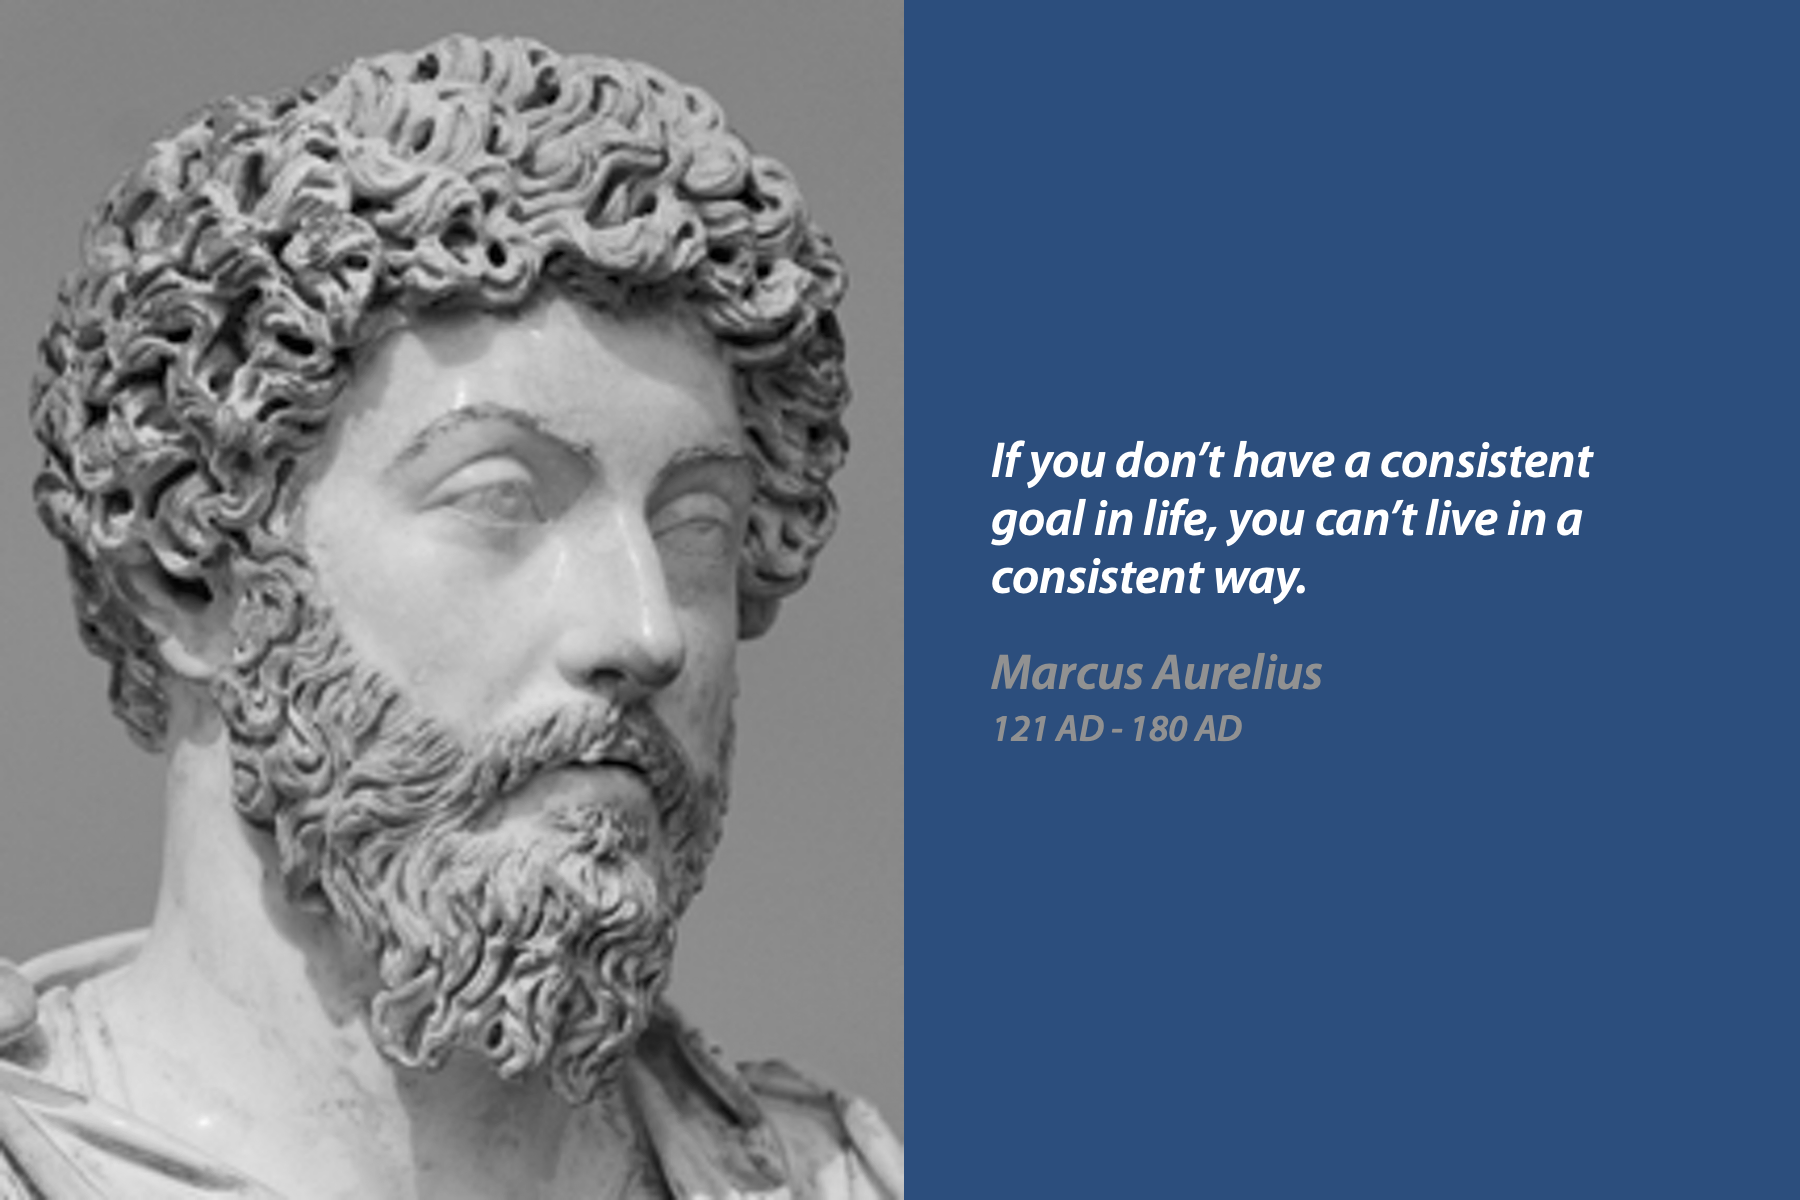 If you don’t have a consistent
goal in life, you can’t live in a
consistent way.
Marcus Aurelius
121 AD - 180 AD